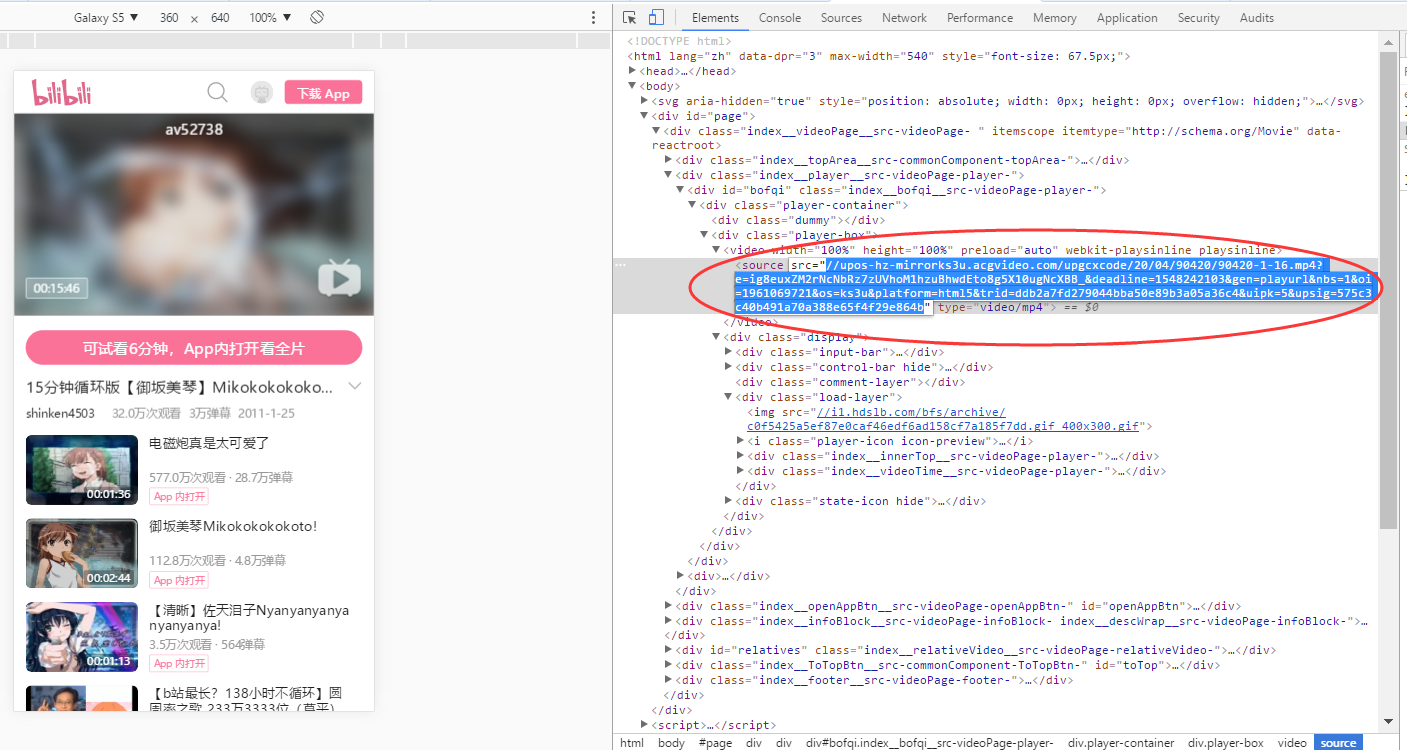 Galaxy S5 ▼ 360 × 640 100% ▼
Elements Console Sources Network Performance Memory Application Security Audits
bilibili
下载 App
av52738
00:15:46
可试看6分钟，App内打开看全片
15分钟循环版【御坂美琴】Mikokokokoko...
shinken4503 32.0万次观看 3万弹幕 2011-1-25
电磁炮真是太可爱了
577.0万次观看 · 28.7万弹幕
00:01:36
App 内打开
御坂美琴Mikokokokokoto!
112.8万次观看 · 4.8万弹幕
00:02:44
App 内打开
【清晰】佐天泪子Nyanyanyanya
nyanyanya!
3.5万次观看 · 564弹幕
00:01:13
App 内打开
【b站最长？138小时不循环】圆
周率之歌 233万3333位（草平）
<!DOCTYPE html>
<html lang="zh" data-dpr="3" max-width="540" style="font-size: 67.5px;">
▶<head>…</head>
▼<body>
▶<svg aria-hidden="true" style="position: absolute; width: 0px; height: 0px; overflow: hidden;">…</svg>
▼<div id="page">
▼<div class="index__videoPage__src-videoPage- " itemscope itemtype="http://schema.org/Movie" data-
reactroot>
▶<div class="index__topArea__src-commonComponent-topArea-">…</div>
▼<div class="index__player__src-videoPage-player-">
▼<div id="bofqi" class="index__bofqi__src-videoPage-player-">
▼<div class="player-container">
<div class="dummy"></div>
▼<div class="player-box">
▼<video width="100%" height="100%" preload="auto" webkit-playsinline playsinline>
… <source src="//upos-hz-mirrorks3u.acgvideo.com/upgcxcode/20/04/90420/90420-1-16.mp4?
e=ig8euxZM2rNcNbRz7zUVhoM1hzuBhwdEto8g5X10ugNcXBB_&deadline=1548242103&gen=playurl&nbs=1&oi
=1961069721&os=ks3u&platform=html5&trid=ddb2a7fd279044bba50e89b3a05a36c4&uipk=5&upsig=575c3
c40b491a70a388e65f4f29e864b" type="video/mp4"> == $0
</video>
▼<div class="display">
▶<div class="input-bar">…</div>
▶<div class="control-bar hide">…</div>
<div class="comment-layer"></div>
▼<div class="load-layer">
<img src="//i1.hdslb.com/bfs/archive/
c0f5425a5ef87e0caf46edf6ad158cf7a185f7dd.gif_400x300.gif">
▶<i class="player-icon icon-preview">…</i>
▶<div class="index__innerTop__src-videoPage-player-">…</div>
▶<div class="index__videoTime__src-videoPage-player-">…</div>
</div>
▶<div class="state-icon hide">…</div>
</div>
</div>
</div>
</div>
▶<div>…</div>
</div>
▶<div class="index__openAppBtn__src-videoPage-openAppBtn-" id="openAppBtn">…</div>
▶<div class="index__infoBlock__src-videoPage-infoBlock- index__descWrap__src-videoPage-infoBlock-">…
</div>
▶<div id="relatives" class="index__relativeVideo__src-videoPage-relativeVideo-">…</div>
▶<div class="index__ToTopBtn__src-commonComponent-ToTopBtn-" id="toTop">…</div>
▶<div class="index__footer__src-videoPage-footer-">…</div>
</div>
</div>
▶<script>…</script>
html body #page div div div#bofqi.index__bofqi__src-videoPage-player- div.player-container div.player-box video source